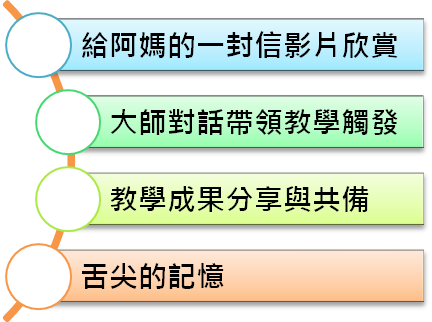 給阿媽的一封信影片欣賞
大師對話帶領教學觸發
教學成果分享與共備
舌尖的記憶